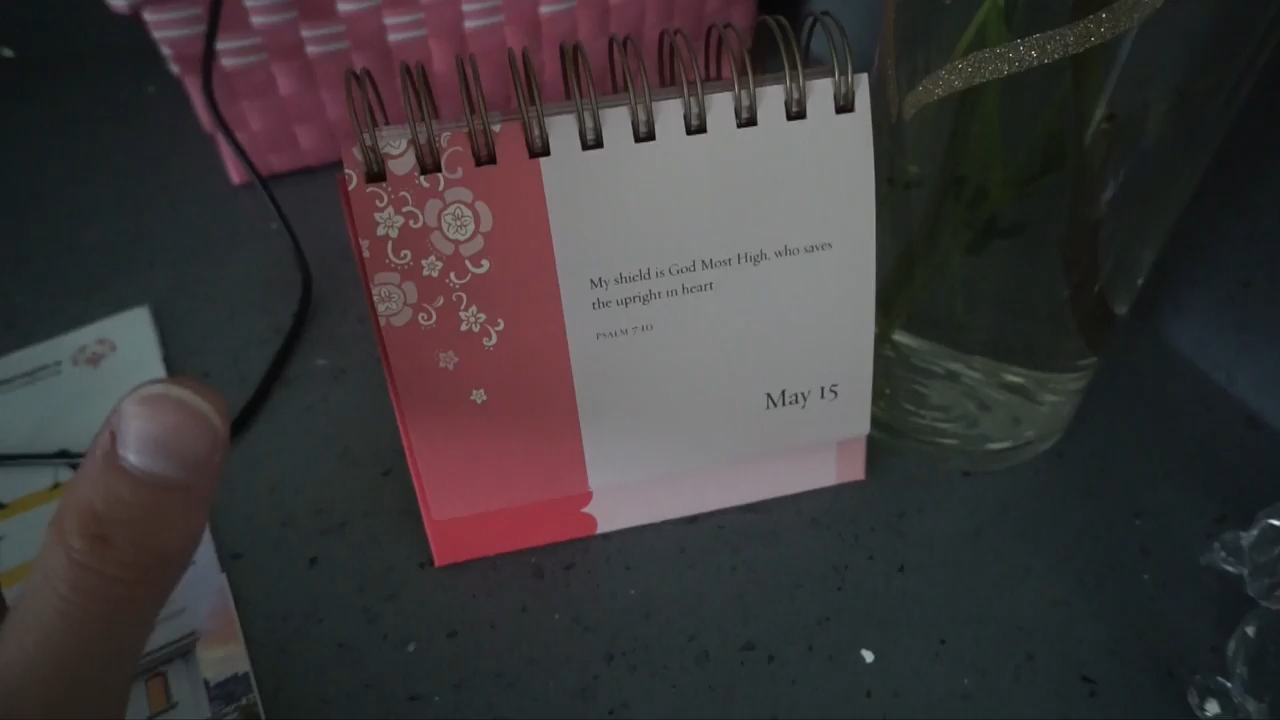 My shield is God Most High, who saves
the upright in heart
PSALM 7:10
May 15